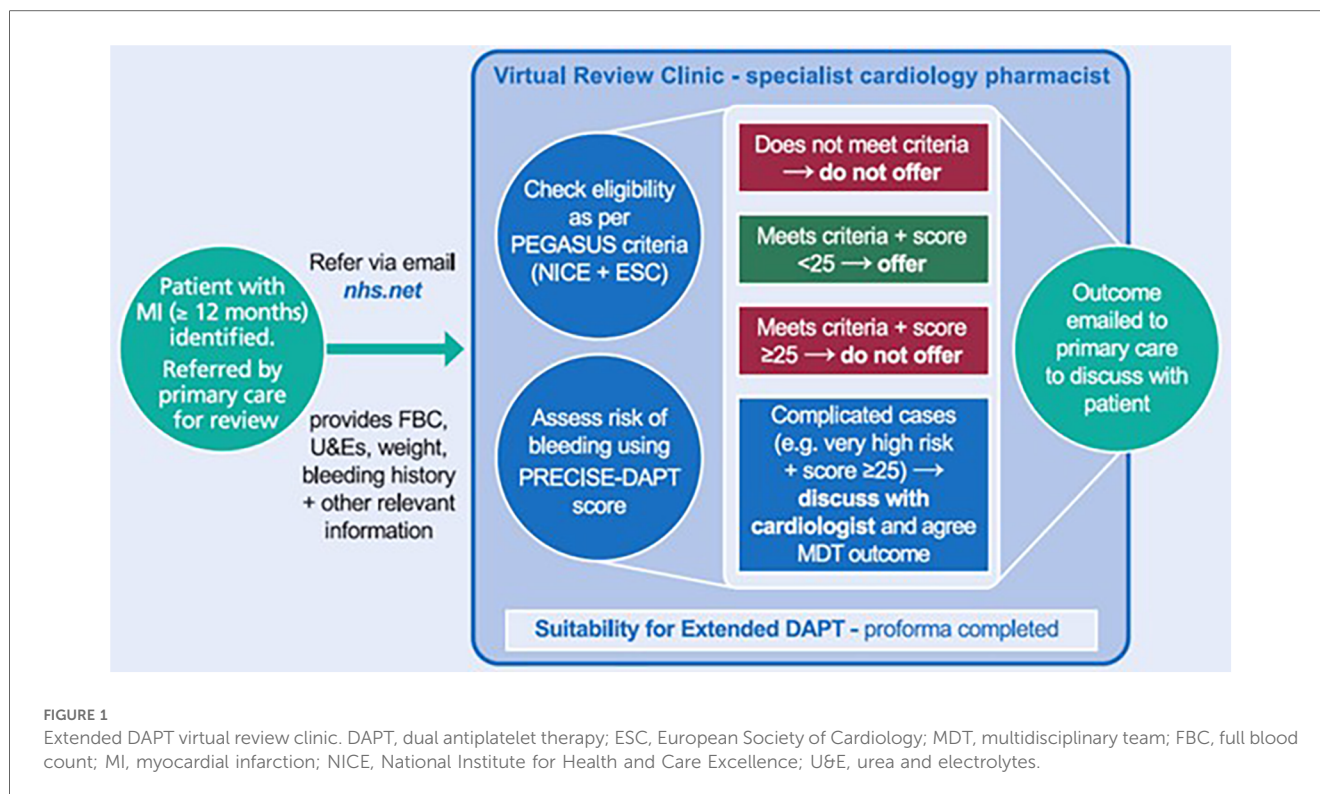 Virtual Review Clinic - specialist cardiology pharmacist
Patient with
MI (≥ 12 months)
identified.
Referred by
primary care
for review
Refer via email
nhs.net
provides FBC,
U&Es, weight,
bleeding history
+ other relevant
information
Check eligibility
as per
PEGASUS criteria
(NICE + ESC)
Assess risk of
bleeding using
PRECISE-DAPT
score
Does not meet criteria
→ do not offer
Meets criteria + score
<25 → offer
Meets criteria + score
≥25 → do not offer
Complicated cases
(e.g. very high risk
+ score ≥25) →
discuss with
cardiologist and agree
MDT outcome
Outcome
emailed to
primary care
to discuss with
patient
Suitability for Extended DAPT - proforma completed
FIGURE 1
Extended DAPT virtual review clinic. DAPT, dual antiplatelet therapy; ESC, European Society of Cardiology; MDT, multidisciplinary team; FBC, full blood
count; MI, myocardial infarction; NICE, National Institute for Health and Care Excellence; U&E, urea and electrolytes.